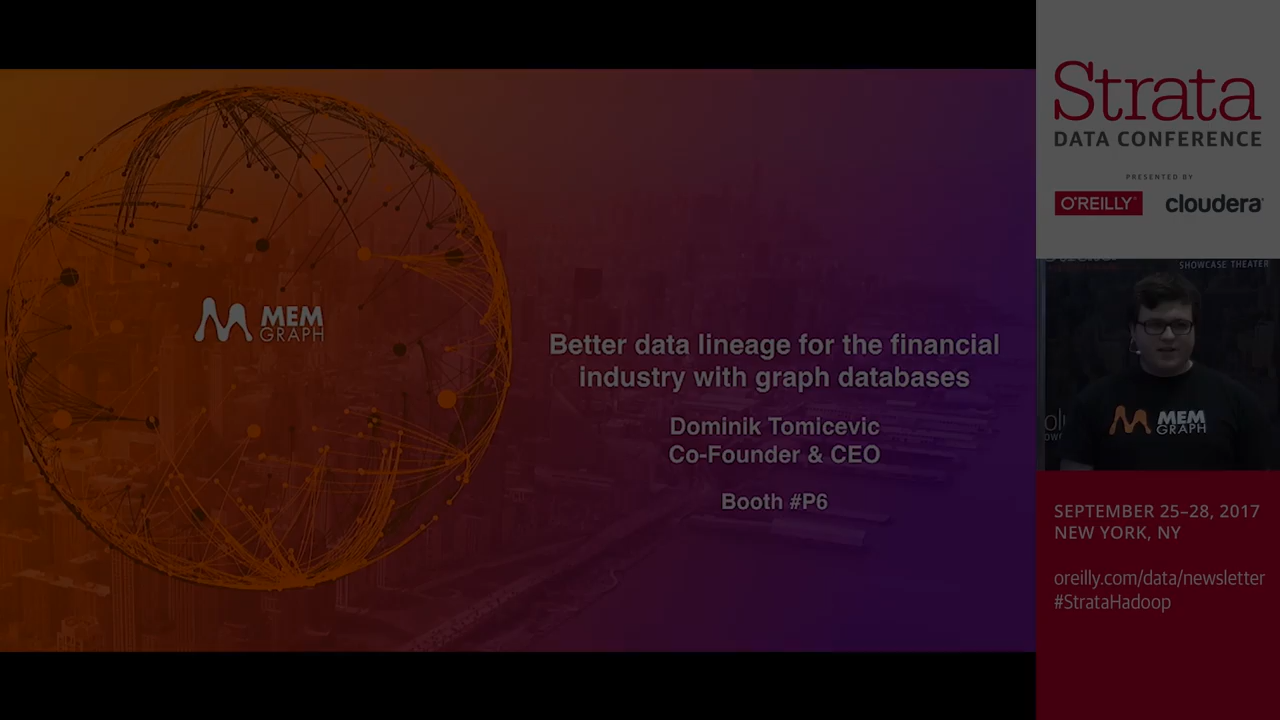 MEM
GRAPH
Better data lineage for the financial
industry with graph databases
Dominik Tomicevic
Co-Founder & CEO
Booth #P6
Strata
DATA CONFERENCE
PRESENTED BY
O'REILLY
cloudera
SHOWCASE THEATER
MEM
GRAPH
SEPTEMBER 25–28, 2017
NEW YORK, NY
oreilly.com/data/newsletter
#StrataHadoop